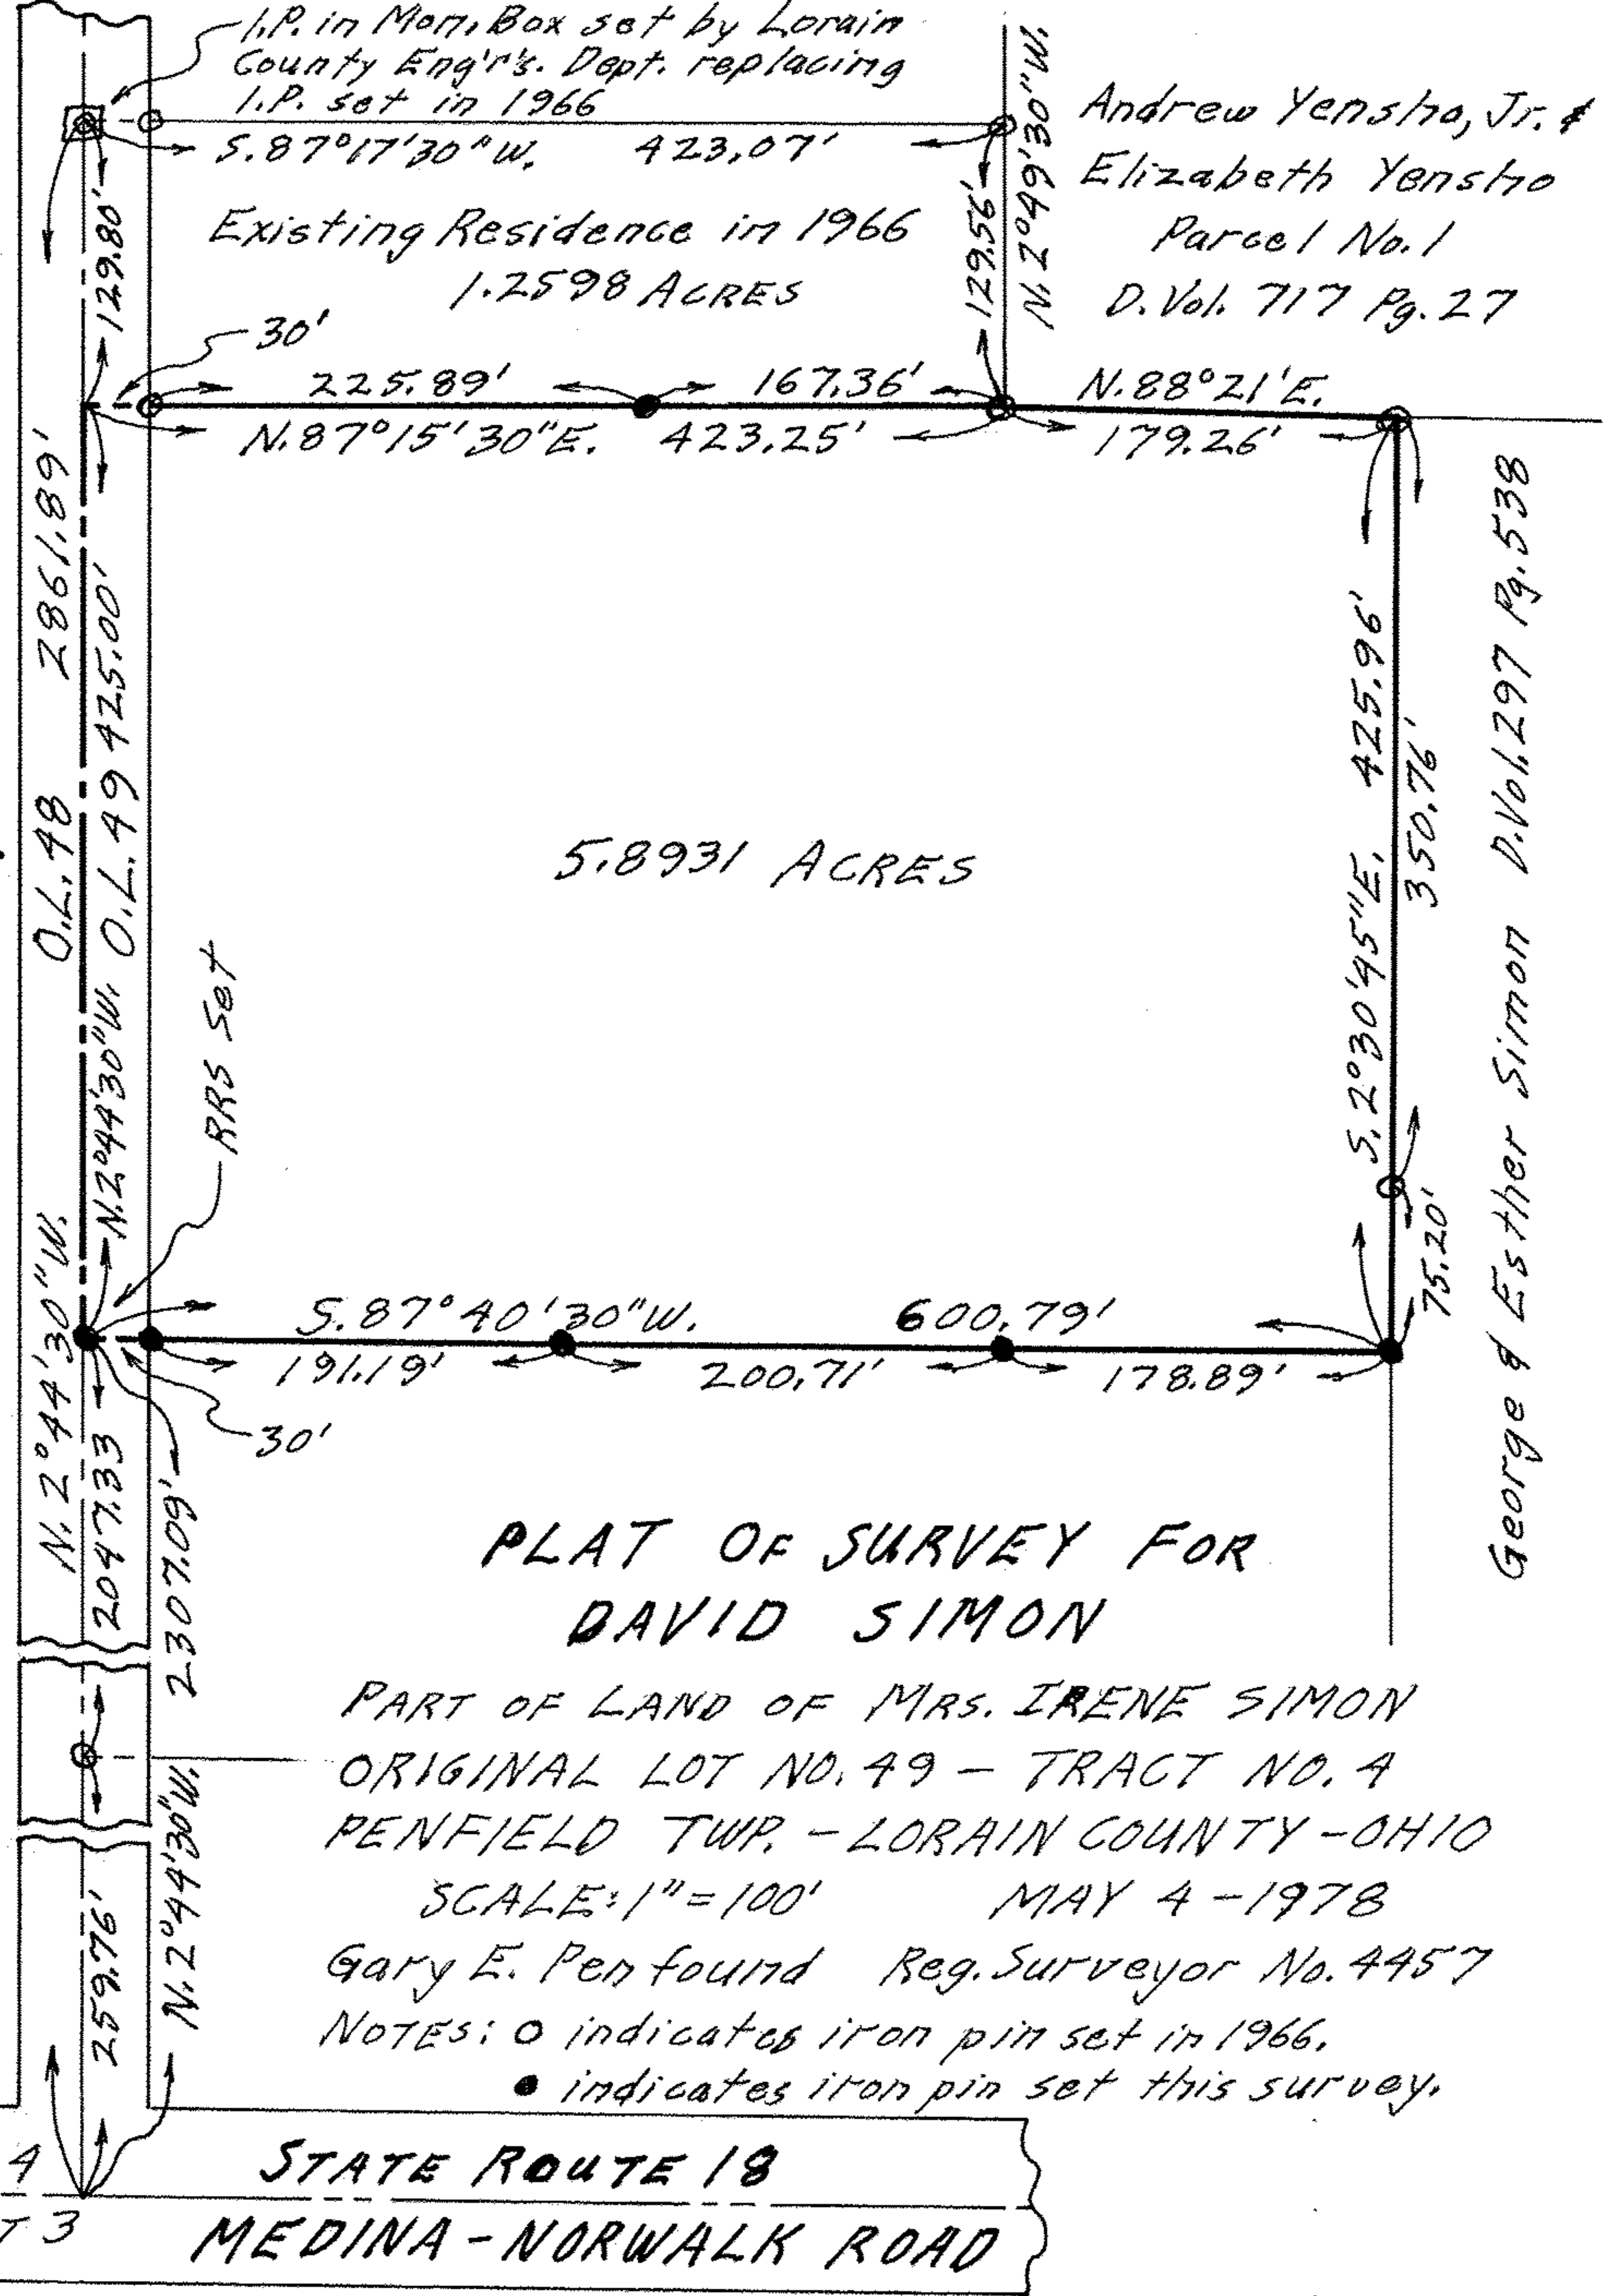 I.P. in Mon. Box set by Lorain
County Eng'r's. Dept. replacing
I.P. set in 1966
S.87°17'30"W. 423.07'
129.80'
Existing Residence in 1966
1.2598 ACRES
129.56'
N.2°49'30"W.
Andrew Yensho, Jr. &
Elizabeth Yensho
Parcel No.1
D.Vol. 717 Pg.27
30'
225.89' 167.36'
N.87°15'30"E. 423.25'
N.88°21'E.
179.26'
N.2°44'30"W. O.L.48 2861.89'
N.2°44'30"W. O.L.49 425.00'
5.8931 ACRES
S.2°30'45"E. 425.96'
350.76'
75.20'
George & Esther Simon D.Vol.297 Pg.538
RRS Set
S.87°40'30"W. 600.79'
191.19' 200.71' 178.89'
30'
2047.33
N.2°44'30"W. 2307.09'
259.76'
PLAT OF SURVEY FOR
DAVID SIMON
PART OF LAND OF MRS. IRENE SIMON
ORIGINAL LOT NO.49 – TRACT NO.4
PENFIELD TWP. – LORAIN COUNTY – OHIO
SCALE: 1" = 100' MAY 4 – 1978
Gary E. Penfound Reg. Surveyor No.4457
NOTES: O indicates iron pin set in 1966.
● indicates iron pin set this survey.
4
T 3
STATE ROUTE 18
MEDINA – NORWALK ROAD